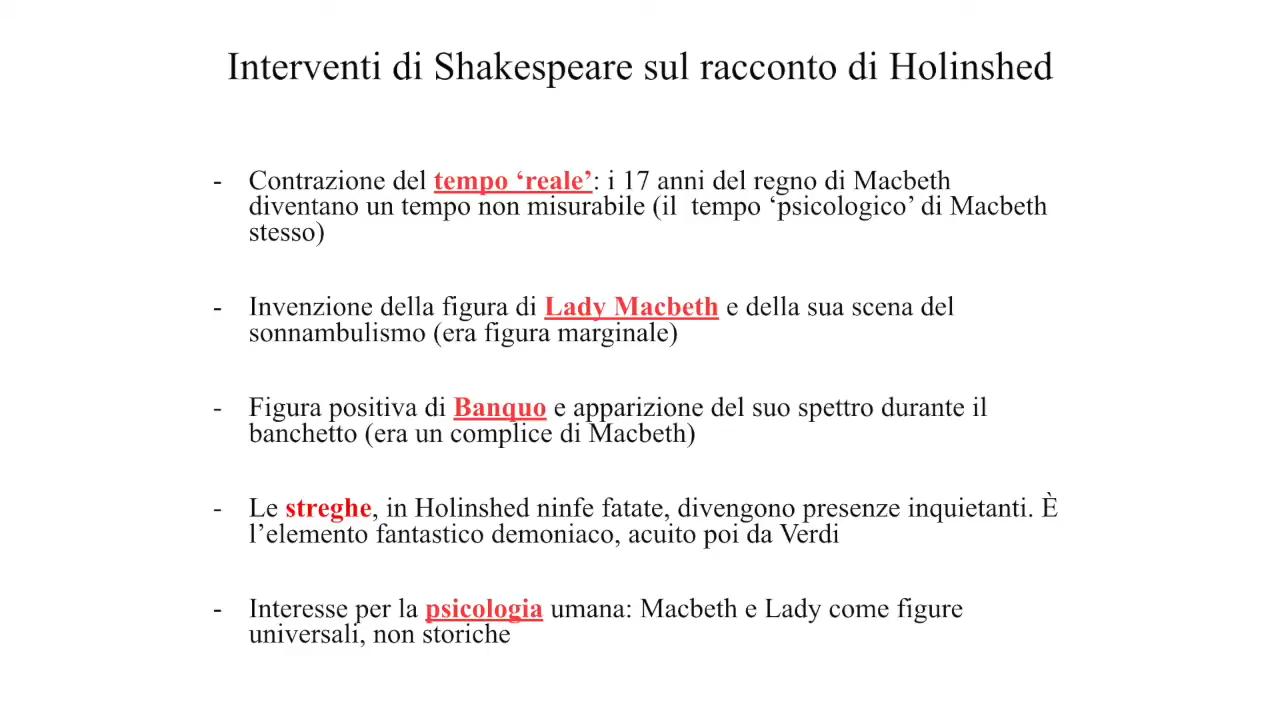 Interventi di Shakespeare sul racconto di Holinshed
- Contrazione del tempo ‘reale’: i 17 anni del regno di Macbeth
diventano un tempo non misurabile (il  tempo ‘psicologico’ di Macbeth
stesso)
- Invenzione della figura di Lady Macbeth e della sua scena del
sonnambulismo (era figura marginale)
- Figura positiva di Banquo e apparizione del suo spettro durante il
banchetto (era un complice di Macbeth)
- Le streghe, in Holinshed ninfe fatate, divengono presenze inquietanti. È
l’elemento fantastico demoniaco, acuito poi da Verdi
- Interesse per la psicologia umana: Macbeth e Lady come figure
universali, non storiche